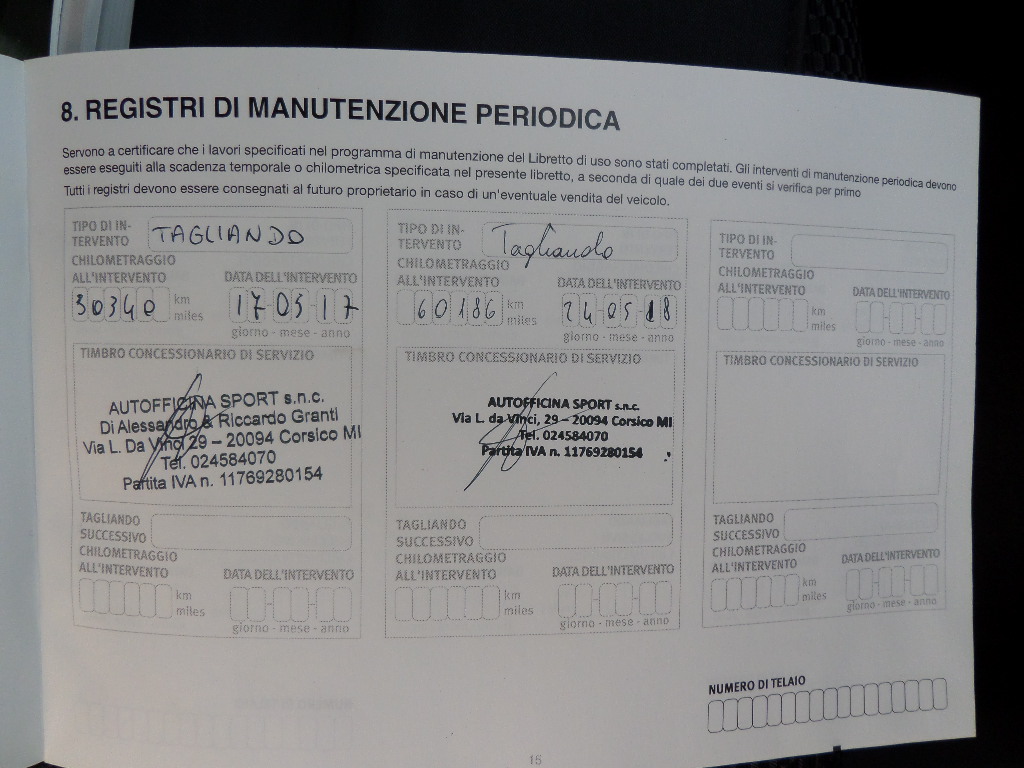 8. REGISTRI DI MANUTENZIONE PERIODICA
Servono a certificare che i lavori specificati nel programma di manutenzione del Libretto di uso sono stati completati. Gli interventi di manutenzione periodica devono
essere eseguiti alla scadenza temporale o chilometrica specificata nel presente libretto, a seconda di quale dei due eventi si verifica per primo
Tutti i registri devono essere consegnati al futuro proprietario in caso di un'eventuale vendita del veicolo.
TIPO DI IN-
TERVENTO TAGLIANDO
CHILOMETRAGGIO
ALL'INTERVENTO DATA DELL'INTERVENTO
30340 km
miles
17-05-17
giorno - mese - anno
TIMBRO CONCESSIONARIO DI SERVIZIO
AUTOFFICINA SPORT s.n.c.
Di Alessandro & Riccardo Granti
Via L. Da Vinci 29 – 20094 Corsico MI
Tel. 024584070
Partita IVA n. 11769280154
TAGLIANDO
SUCCESSIVO
CHILOMETRAGGIO
ALL'INTERVENTO DATA DELL'INTERVENTO
km
miles
giorno - mese - anno
TIPO DI IN-
TERVENTO Tagliando
CHILOMETRAGGIO
ALL'INTERVENTO DATA DELL'INTERVENTO
60186 km
miles
24-05-18
giorno - mese - anno
TIMBRO CONCESSIONARIO DI SERVIZIO
AUTOFFICINA SPORT s.n.c.
Via L. da Vinci, 29 – 20094 Corsico MI
Tel. 024584070
Partita IVA n. 11769280154
TAGLIANDO
SUCCESSIVO
CHILOMETRAGGIO
ALL'INTERVENTO DATA DELL'INTERVENTO
km
miles
giorno - mese - anno
TIPO DI IN-
TERVENTO
CHILOMETRAGGIO
ALL'INTERVENTO DATA DELL'INTERVENTO
km
miles
giorno - mese - anno
TIMBRO CONCESSIONARIO DI SERVIZIO
TAGLIANDO
SUCCESSIVO
CHILOMETRAGGIO
ALL'INTERVENTO DATA DELL'INTERVENTO
km
miles
giorno - mese - anno
NUMERO DI TELAIO
15